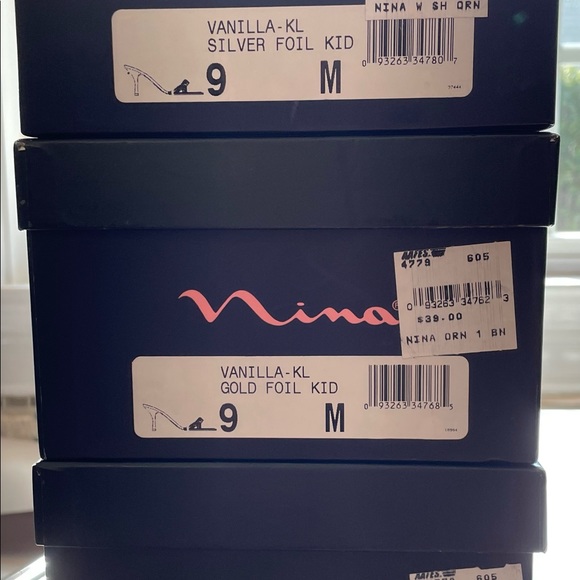 NINA W SH ORN
VANILLA-KL
SILVER FOIL KID
0 93263 34780 7
9 M
4779 605
0 93263 34762 3
$39.00
NINA ORN 1 BN
Nina®
VANILLA-KL
GOLD FOIL KID
0 93263 34768 5
9 M
605